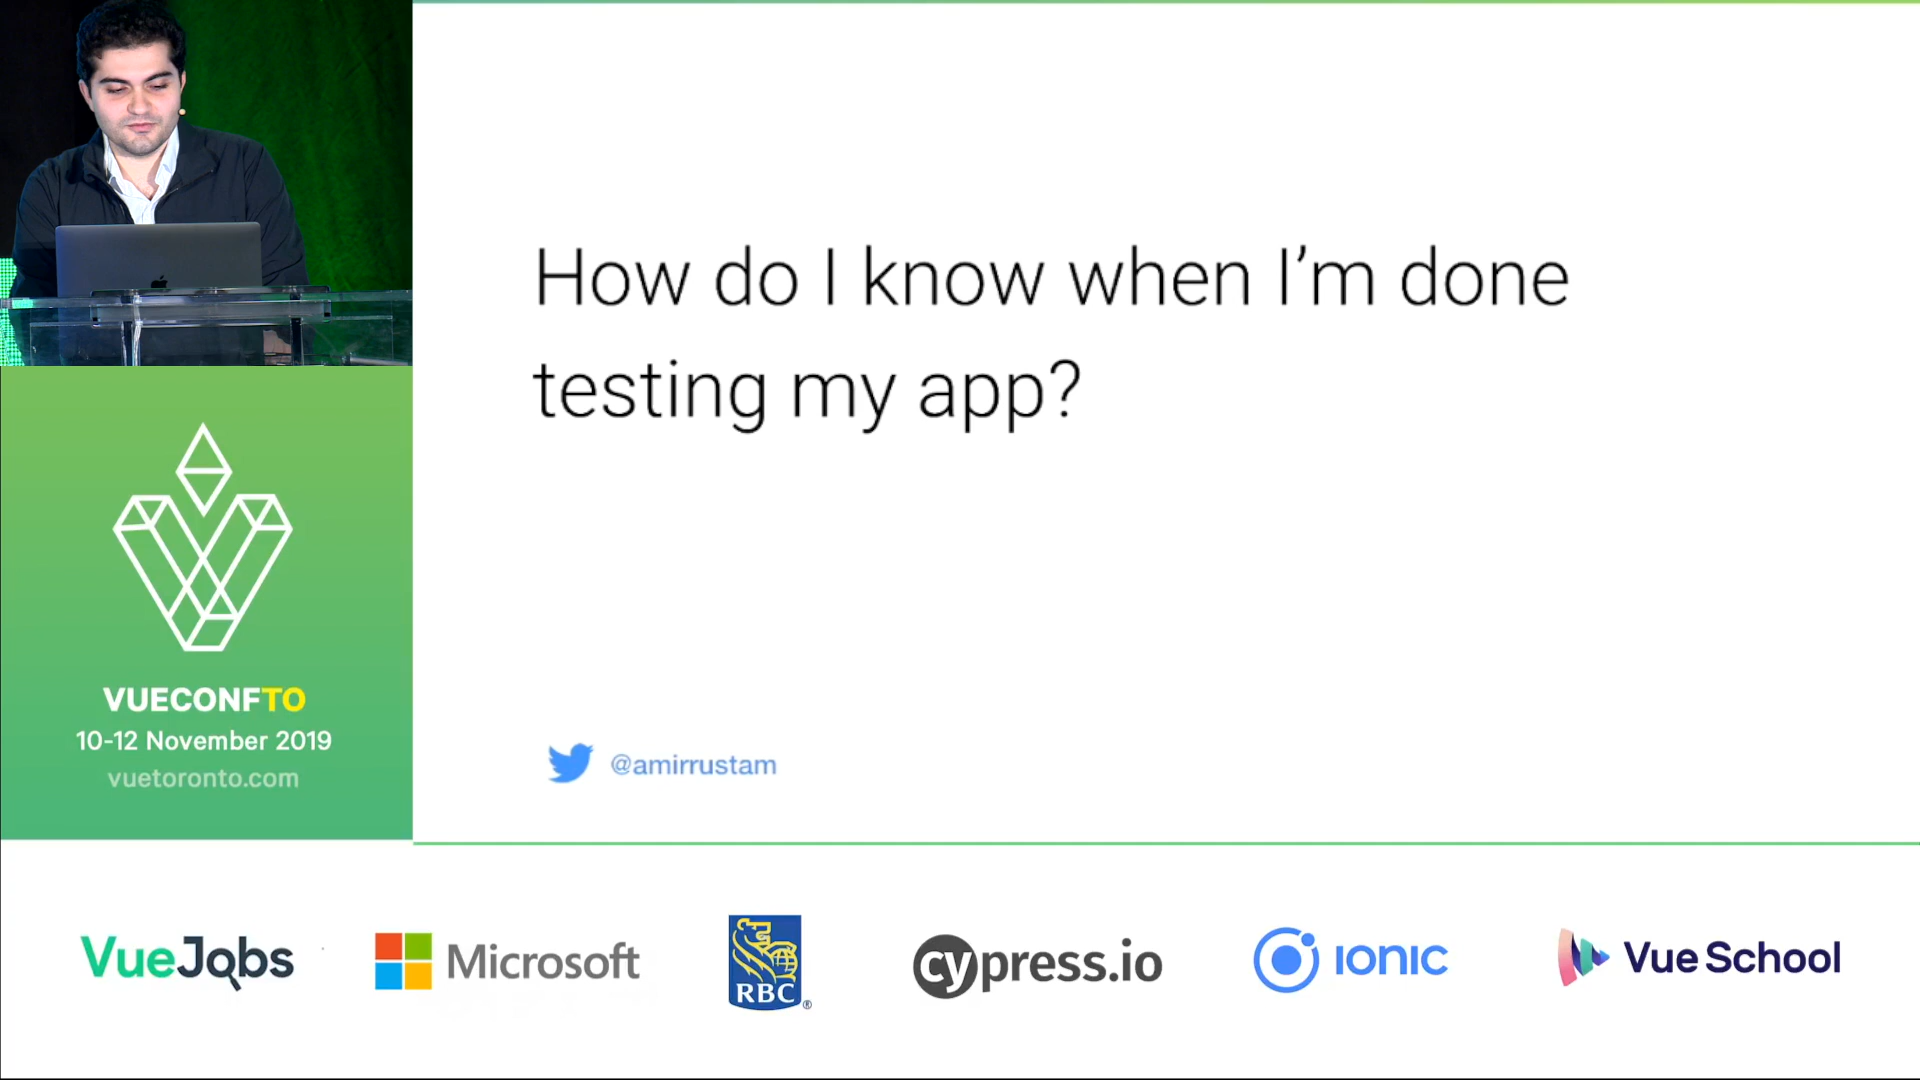 How do I know when I’m done
testing my app?
@amirrustam
VUECONFTO
10-12 November 2019
vuetoronto.com
VueJobs
Microsoft
RBC®
cypress.io
IONIC
Vue School